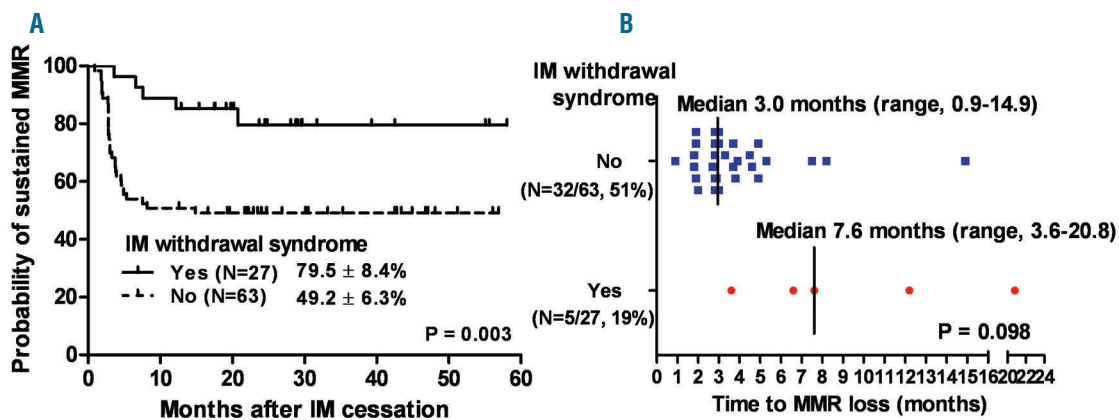 A
Probability of sustained MMR
100
80
60
40
20
0
IM withdrawal syndrome
Yes (N=27) 79.5 ± 8.4%
No (N=63) 49.2 ± 6.3%
P = 0.003
0 10 20 30 40 50 60
Months after IM cessation
B
IM withdrawal
syndrome
Median 3.0 months (range, 0.9-14.9)
No
(N=32/63, 51%)
Median 7.6 months (range, 3.6-20.8)
Yes
(N=5/27, 19%)
P = 0.098
0 1 2 3 4 5 6 7 8 9 10 11 12 13 14 15 16 20 22 24
Time to MMR loss (months)